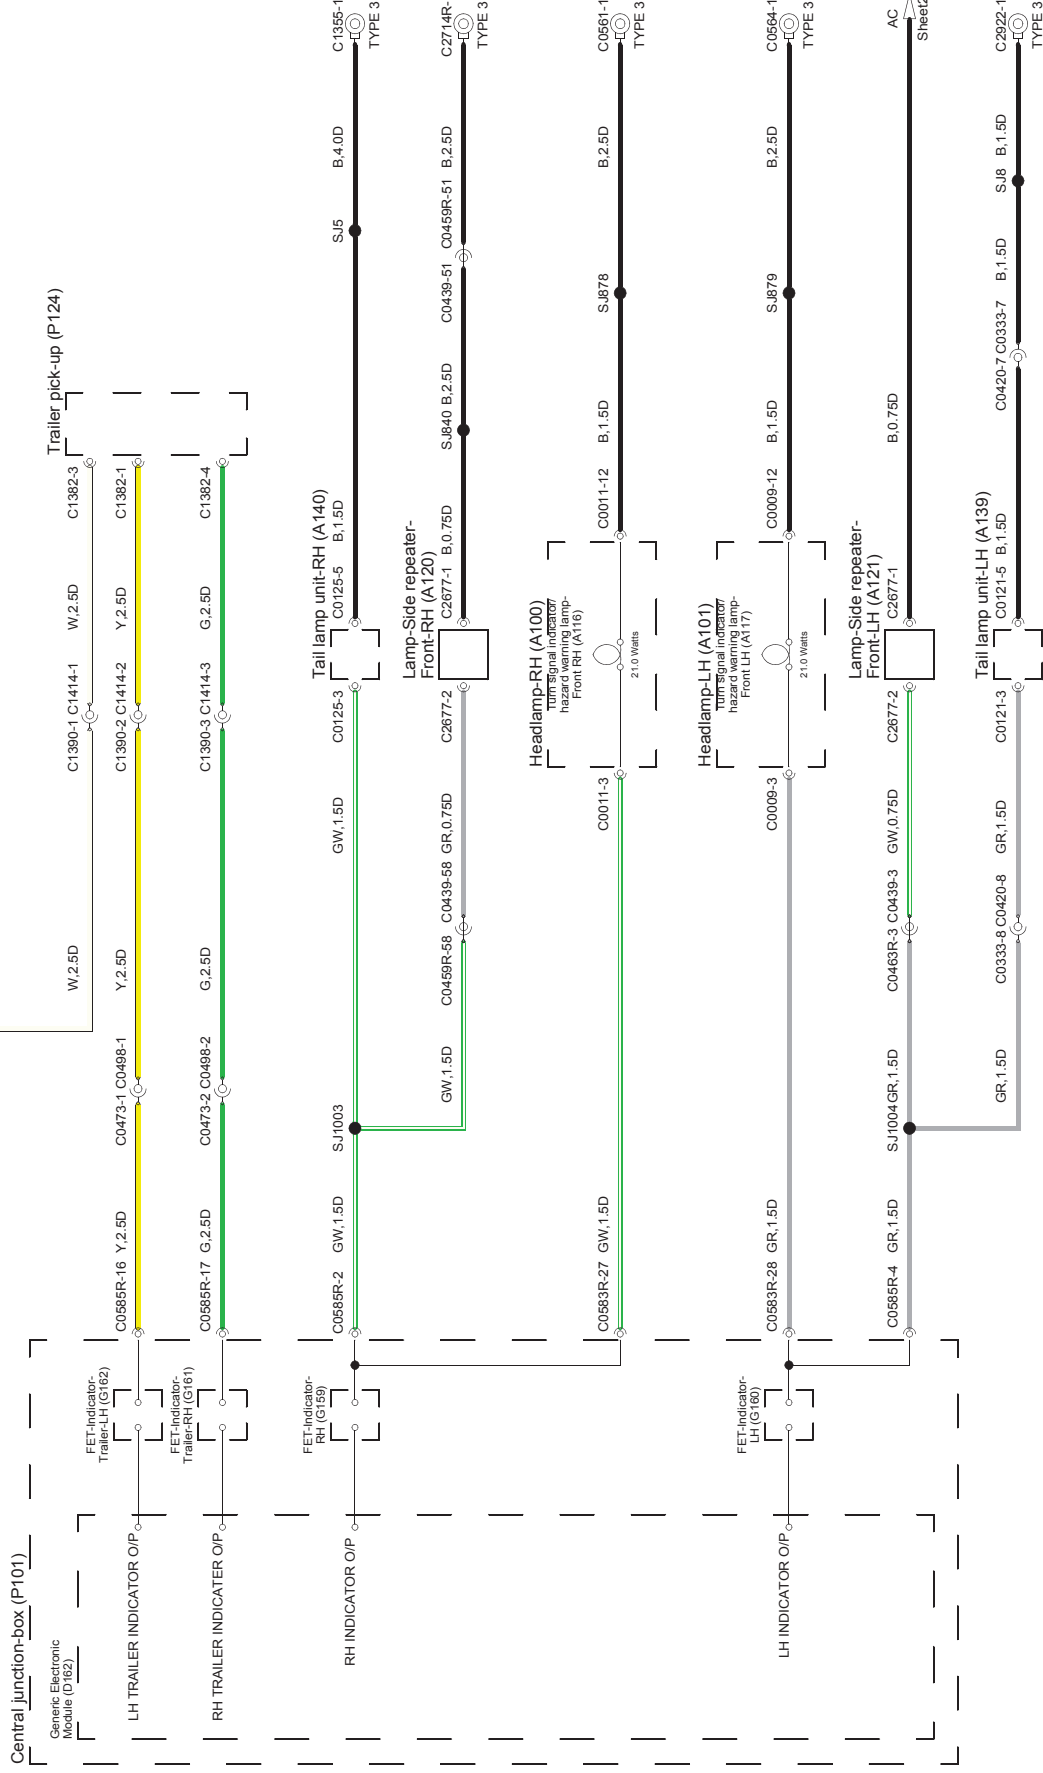 Central junction-box (P101)
Generic Electronic
Module (D162)
LH TRAILER INDICATOR O/P
RH TRAILER INDICATER O/P
RH INDICATOR O/P
LH INDICATOR O/P
FET-Indicator-
Trailer-LH (G162)
FET-Indicator-
Trailer-RH (G161)
FET-Indicator-
RH (G159)
FET-Indicator-
LH (G160)
W,2.5D
C1390-1
C1414-1
W,2.5D
C1382-3
Trailer pick-up (P124)
C0585R-16
Y,2.5D
C0473-1
C0498-1
Y,2.5D
C1390-2
C1414-2
Y,2.5D
C1382-1
C0585R-17
G,2.5D
C0473-2
C0498-2
G,2.5D
C1390-3
C1414-3
G,2.5D
C1382-4
C0585R-2
GW,1.5D
SJ1003
GW,1.5D
C0125-3
Tail lamp unit-RH (A140)
C0125-5
B,1.5D
SJ5
B,4.0D
C1355-1
TYPE 3
GW,1.5D
C0459R-58
C0439-58
GR,0.75D
C2677-2
Lamp-Side repeater-
Front-RH (A120)
C2677-1
B,0.75D
SJ840
B,2.5D
C0439-51
C0459R-51
B,2.5D
C2714R-
TYPE 3
C0583R-27
GW,1.5D
C0011-3
Headlamp-RH (A100)
Turn signal indicator/
hazard warning lamp-
Front RH (A116)
21.0 Watts
C0011-12
B,1.5D
SJ878
B,2.5D
C0561-1
TYPE 3
C0583R-28
GR,1.5D
C0009-3
Headlamp-LH (A101)
Turn signal indicator/
hazard warning lamp-
Front LH (A117)
21.0 Watts
C0009-12
B,1.5D
SJ879
B,2.5D
C0564-1
TYPE 3
C0585R-4
GR,1.5D
SJ1004
GR,1.5D
C0463R-3
C0439-3
GW,0.75D
C2677-2
Lamp-Side repeater-
Front-LH (A121)
C2677-1
B,0.75D
AC
Sheet2
GR,1.5D
C0333-8
C0420-8
GR,1.5D
C0121-3
Tail lamp unit-LH (A139)
C0121-5
B,1.5D
C0420-7
C0333-7
B,1.5D
SJ8
B,1.5D
C2922-1
TYPE 3